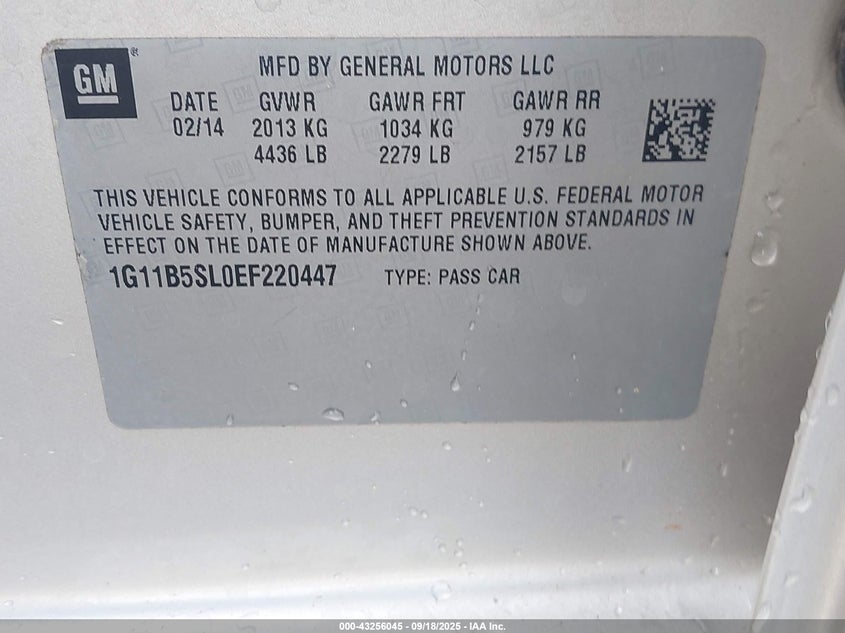 GM
MFD BY GENERAL MOTORS LLC
DATE GVWR GAWR FRT GAWR RR
02/14 2013 KG 1034 KG 979 KG
4436 LB 2279 LB 2157 LB
THIS VEHICLE CONFORMS TO ALL APPLICABLE U.S. FEDERAL MOTOR
VEHICLE SAFETY, BUMPER, AND THEFT PREVENTION STANDARDS IN
EFFECT ON THE DATE OF MANUFACTURE SHOWN ABOVE.
1G11B5SL0EF220447 TYPE: PASS CAR
000-43256045 - 09/18/2025 - IAA Inc.